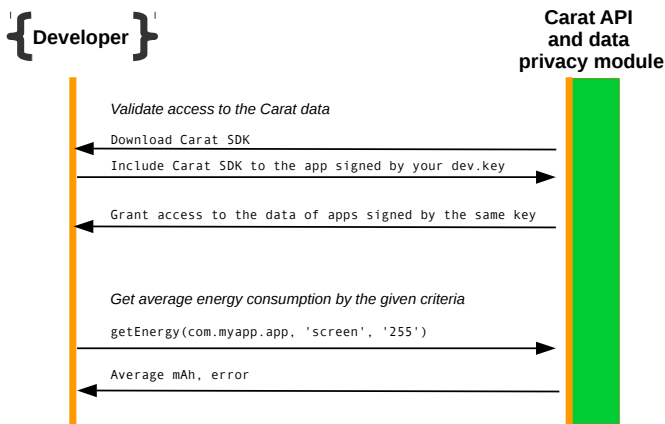 { Developer }
Carat API
and data
privacy module
Validate access to the Carat data
Download Carat SDK
Include Carat SDK to the app signed by your dev.key
Grant access to the data of apps signed by the same key
Get average energy consumption by the given criteria
getEnergy(com.myapp.app, 'screen', '255')
Average mAh, error